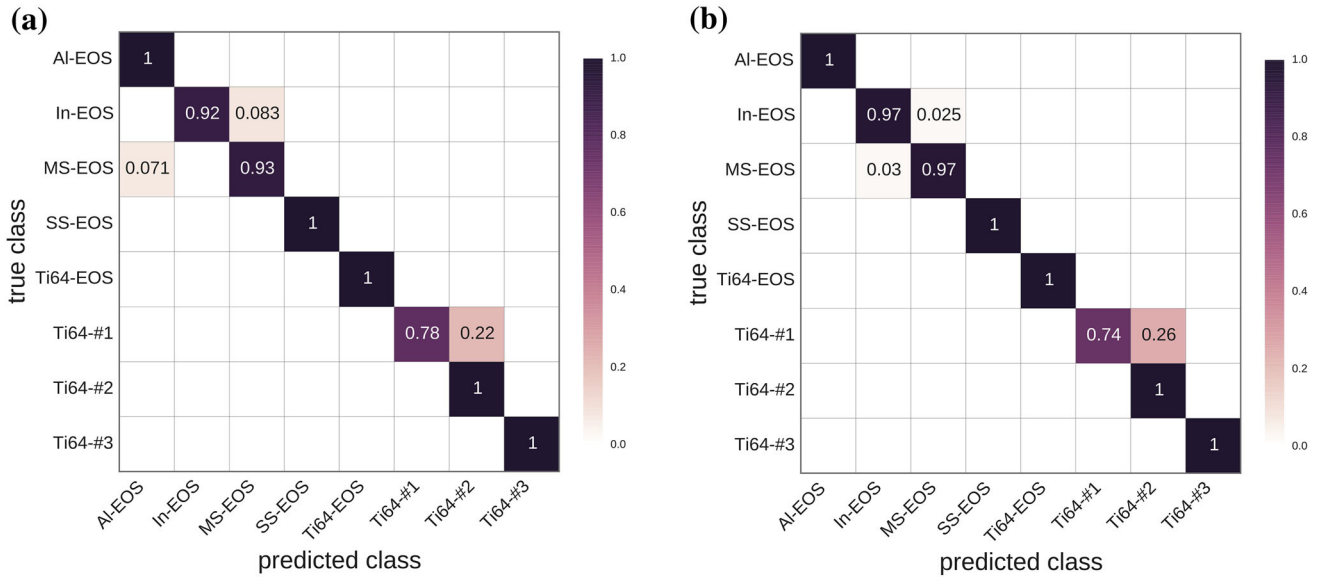 (a)
true class
Al-EOS 1
In-EOS 0.92 0.083
MS-EOS 0.071 0.93
SS-EOS 1
Ti64-EOS 1
Ti64-#1 0.78 0.22
Ti64-#2 1
Ti64-#3 1
Al-EOS In-EOS MS-EOS SS-EOS Ti64-EOS Ti64-#1 Ti64-#2 Ti64-#3
predicted class
1.0
0.8
0.6
0.4
0.2
0.0
(b)
true class
Al-EOS 1
In-EOS 0.97 0.025
MS-EOS 0.03 0.97
SS-EOS 1
Ti64-EOS 1
Ti64-#1 0.74 0.26
Ti64-#2 1
Ti64-#3 1
Al-EOS In-EOS MS-EOS SS-EOS Ti64-EOS Ti64-#1 Ti64-#2 Ti64-#3
predicted class
1.0
0.8
0.6
0.4
0.2
0.0